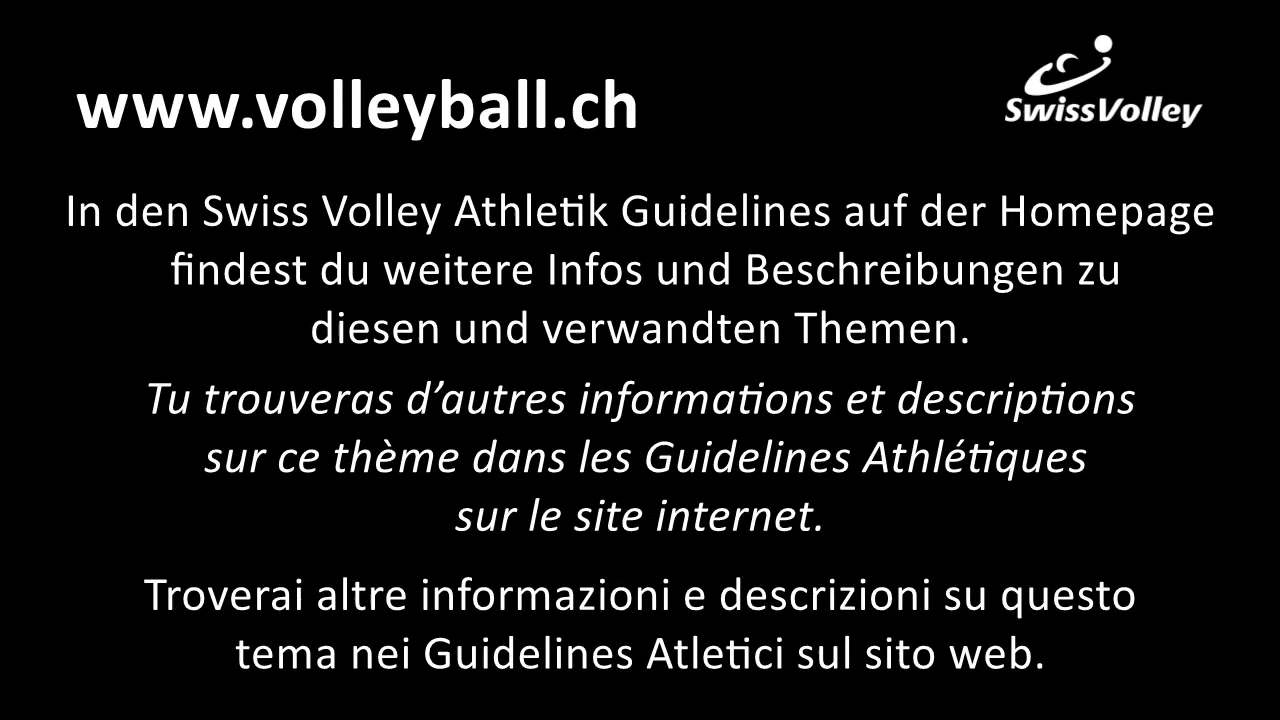 www.volleyball.ch
SwissVolley
In den Swiss Volley Athletik Guidelines auf der Homepage
findest du weitere Infos und Beschreibungen zu
diesen und verwandten Themen.
Tu trouveras d’autres informations et descriptions
sur ce thème dans les Guidelines Athlétiques
sur le site internet.
Troverai altre informazioni e descrizioni su questo
tema nei Guidelines Atletici sul sito web.